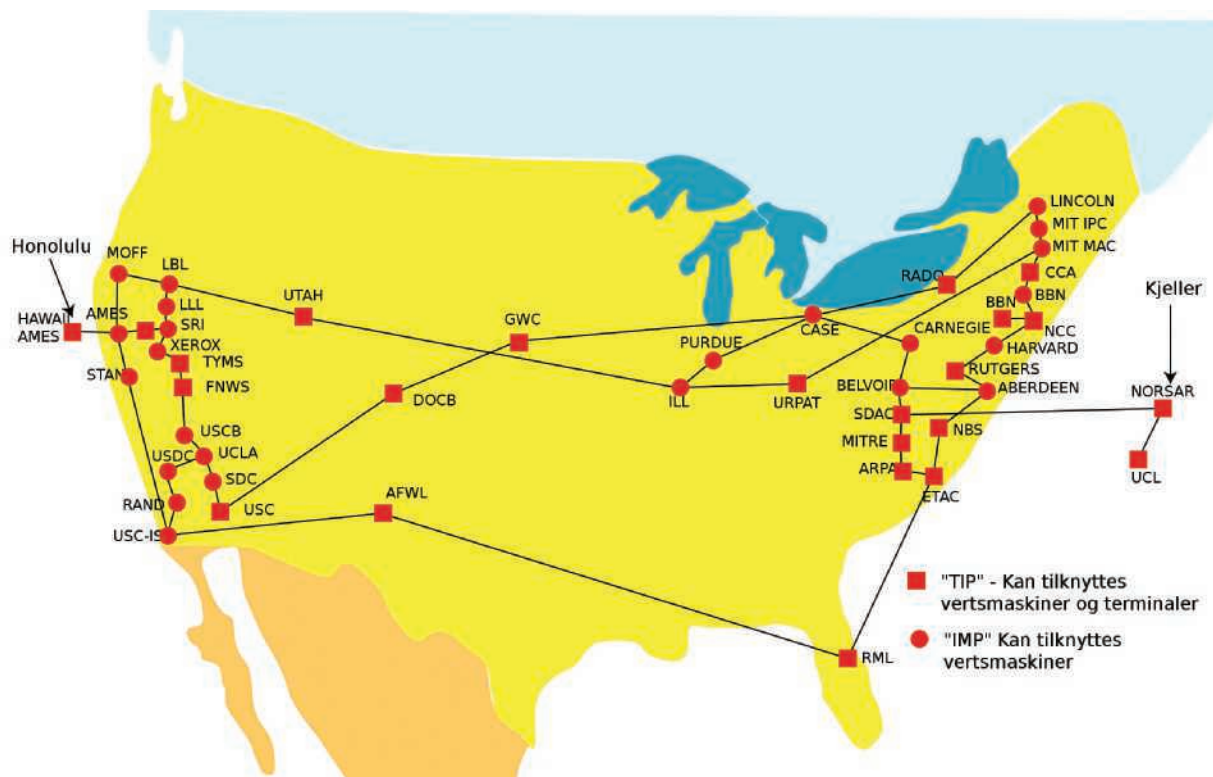 LINCOLN
MIT IPC
MIT MAC
Honolulu
MOFF
LBL
RADO
CCA
LLL
BBN
BBN
Kjeller
UTAH
AMES
HAWAII
AMES
SRI
GWC
CASE
CARNEGIE
NCC
XEROX
PURDUE
HARVARD
TYMS
STAN
RUTGERS
FNWS
BELVOIR
ABERDEEN
NORSAR
DOCB
ILL
URPAT
SDAC
USCB
NBS
MITRE
USDC
UCLA
ARPA
UCL
SDC
AFWL
ETAC
RAND
USC
USC-IS
"TIP" - Kan tilknyttes
vertsmaskiner og terminaler
"IMP" Kan tilknyttes
vertsmaskiner
RML